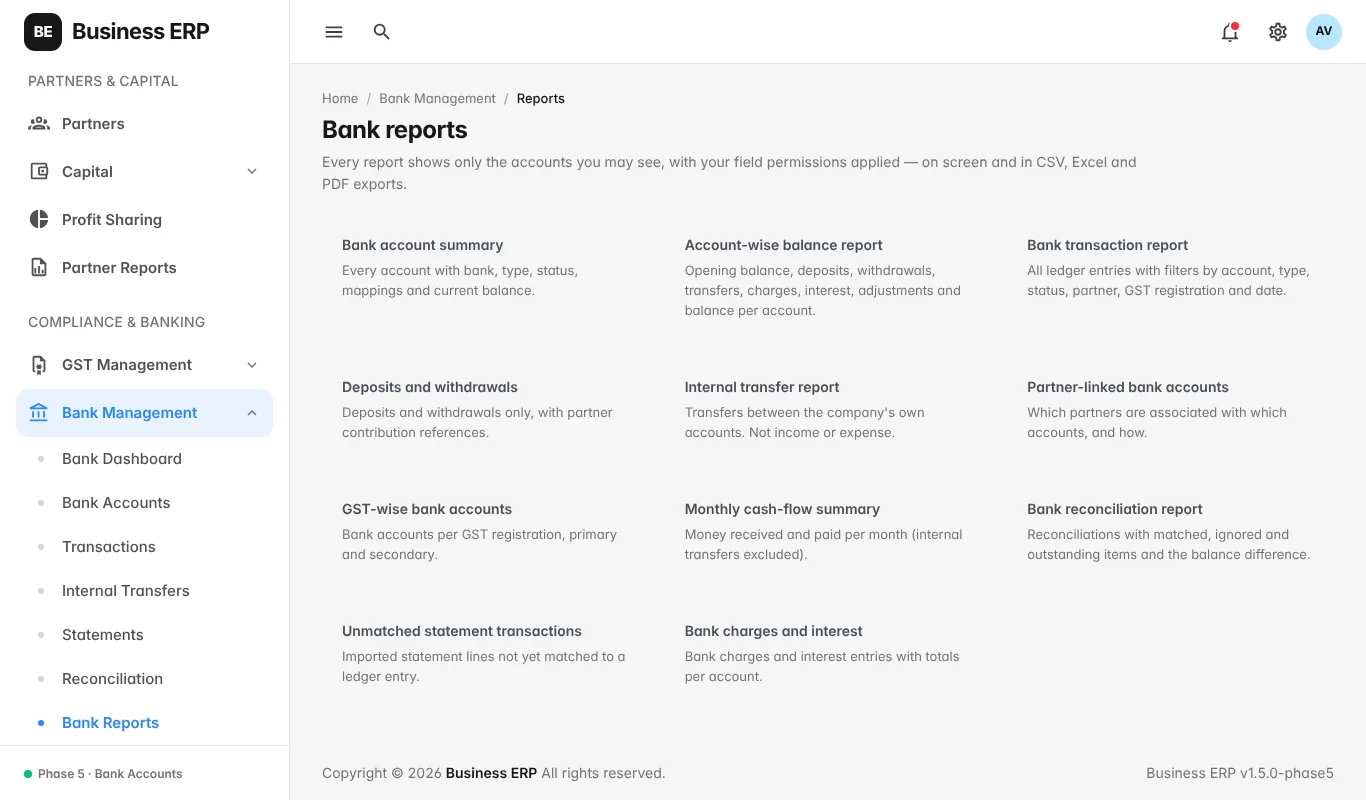 BE Business ERP
PARTNERS & CAPITAL
Partners
Capital
Profit Sharing
Partner Reports
COMPLIANCE & BANKING
GST Management
Bank Management
Bank Dashboard
Bank Accounts
Transactions
Internal Transfers
Statements
Reconciliation
Bank Reports
Phase 5 · Bank Accounts
AV
Home / Bank Management / Reports
Bank reports
Every report shows only the accounts you may see, with your field permissions applied — on screen and in CSV, Excel and
PDF exports.
Bank account summary
Every account with bank, type, status,
mappings and current balance.
Account-wise balance report
Opening balance, deposits, withdrawals,
transfers, charges, interest, adjustments and
balance per account.
Bank transaction report
All ledger entries with filters by account, type,
status, partner, GST registration and date.
Deposits and withdrawals
Deposits and withdrawals only, with partner
contribution references.
Internal transfer report
Transfers between the company's own
accounts. Not income or expense.
Partner-linked bank accounts
Which partners are associated with which
accounts, and how.
GST-wise bank accounts
Bank accounts per GST registration, primary
and secondary.
Monthly cash-flow summary
Money received and paid per month (internal
transfers excluded).
Bank reconciliation report
Reconciliations with matched, ignored and
outstanding items and the balance difference.
Unmatched statement transactions
Imported statement lines not yet matched to a
ledger entry.
Bank charges and interest
Bank charges and interest entries with totals
per account.
Copyright © 2026 Business ERP All rights reserved.
Business ERP v1.5.0-phase5